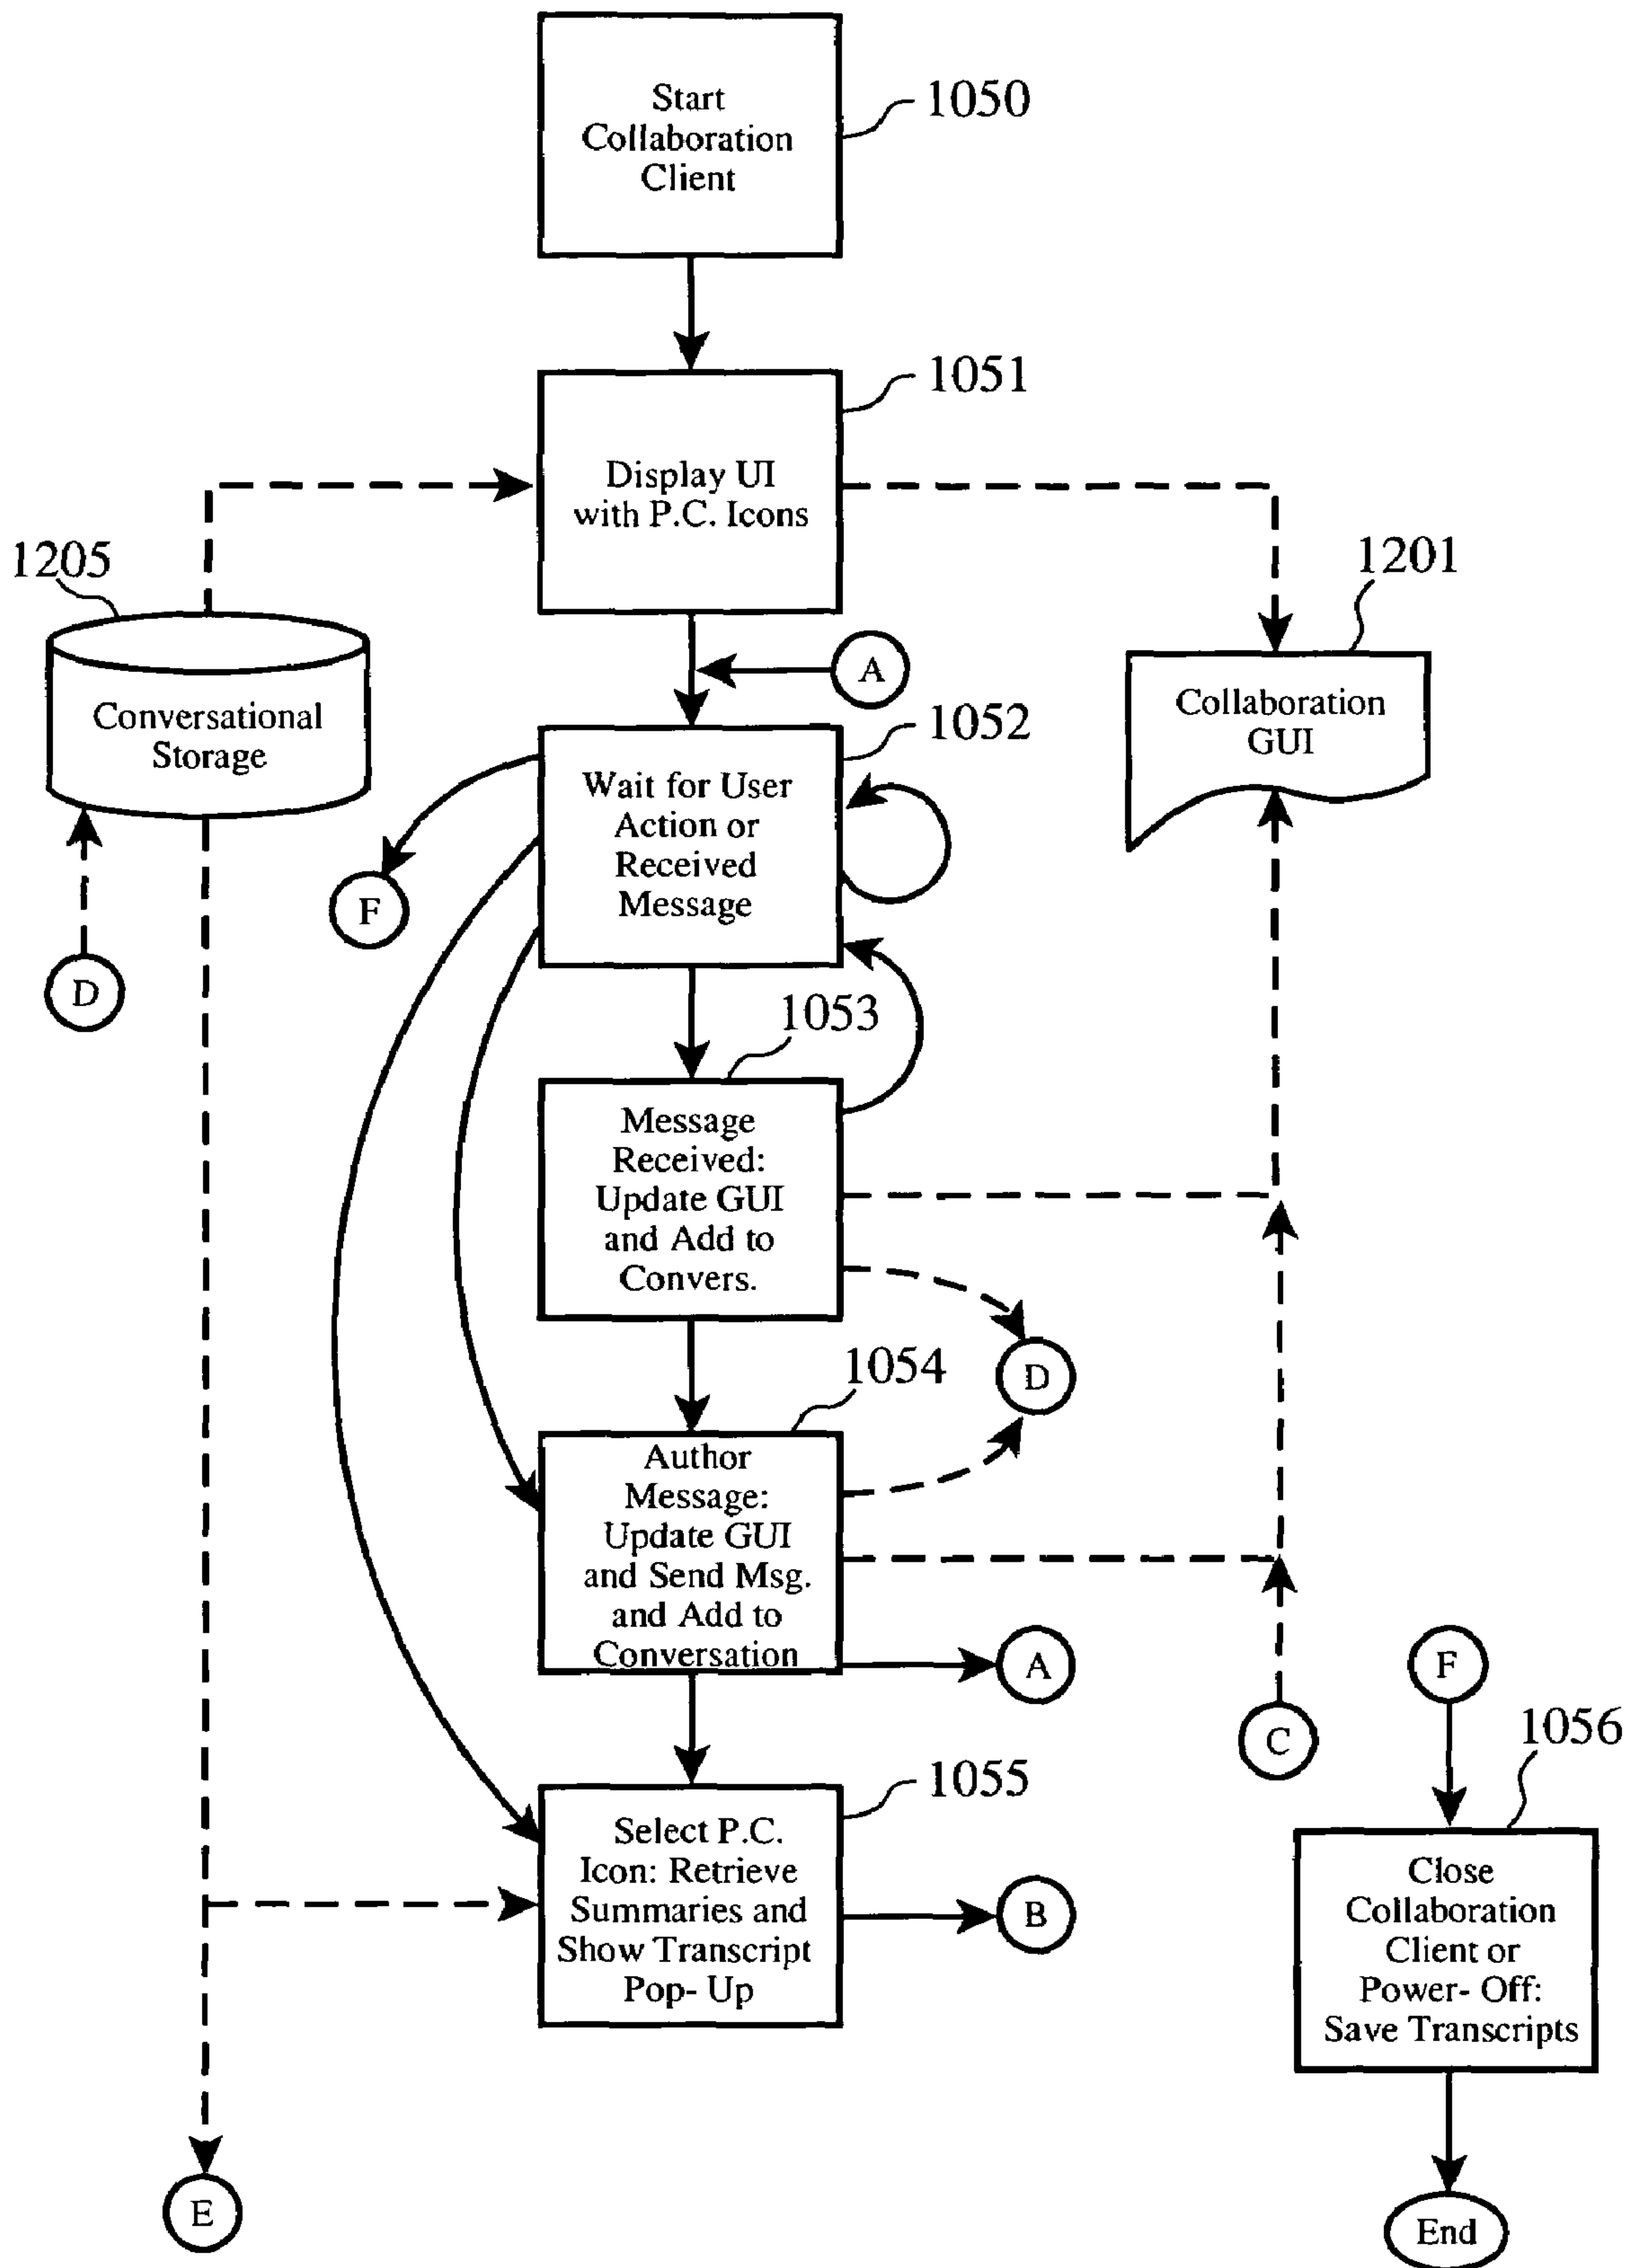 Start
Collaboration
Client
1050
1051
Display UI
with P.C. Icons
1205
Conversational
Storage
1201
Collaboration
GUI
A
1052
Wait for User
Action or
Received
Message
F
D
1053
Message
Received:
Update GUI
and Add to
Convers.
D
1054
Author
Message:
Update GUI
and Send Msg.
and Add to
Conversation
A
C
F
1055
Select P.C.
Icon: Retrieve
Summaries and
Show Transcript
Pop- Up
B
1056
Close
Collaboration
Client or
Power- Off:
Save Transcripts
E
End